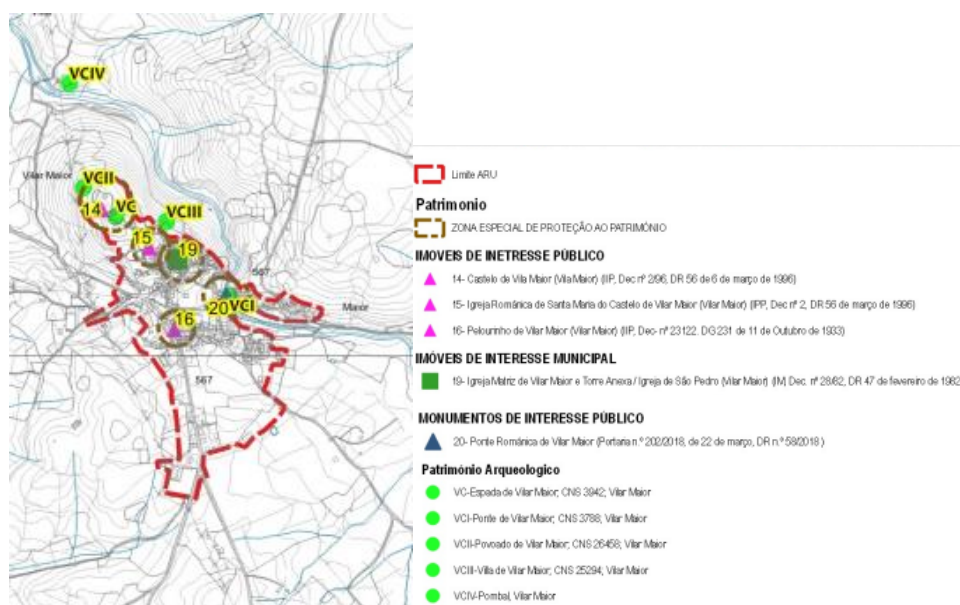 VCIV
Vilar Maior
VCII
14
VC
VCIII
15
19
567
20
VCI
Maior
16
567
Limite ARU
Patrimonio
ZONA ESPECIAL DE PROTEÇÃO AO PATRIMÓNIO
IMOVEIS DE INETRESSE PÚBLICO
14- Castelo de Vila Maior (Vila Maior) (IIP, Dec nº 2/96, DR 56 de 6 de março de 1996)
15- Igreja Românica de Santa Maria do Castelo de Vilar Maior (Vilar Maior) (IPP, Dec nº 2, DR 56 de março de 1996)
16- Pelourinho de Vilar Maior (Vilar Maior) (IIP, Dec- nº 23122, DG 231 de 11 de Outubro de 1933)
IMÓVEIS DE INTERESSE MUNICIPAL
19- Igreja Matriz de Vilar Maior e Torre Anexa / Igreja de São Pedro (Vilar Maior) (IM) Dec. nº 28/82, DR 47 de fevereiro de 1982
MONUMENTOS DE INTERESSE PÚBLICO
20- Ponte Românica de Vilar Maior (Portaria n.º 202/2018, de 22 de março, DR n.º 58/2018 )
Património Arqueologico
VC-Espada de Vilar Maior; CNS 3942; Vilar Maior
VCI-Ponte de Vilar Maior; CNS 3788; Vilar Maior
VCII-Povoado de Vilar Maior; CNS 26458; Vilar Maior
VCIII-Villa de Vilar Maior; CNS 25294; Vilar Maior
VCIV-Pombal, Vilar Maior